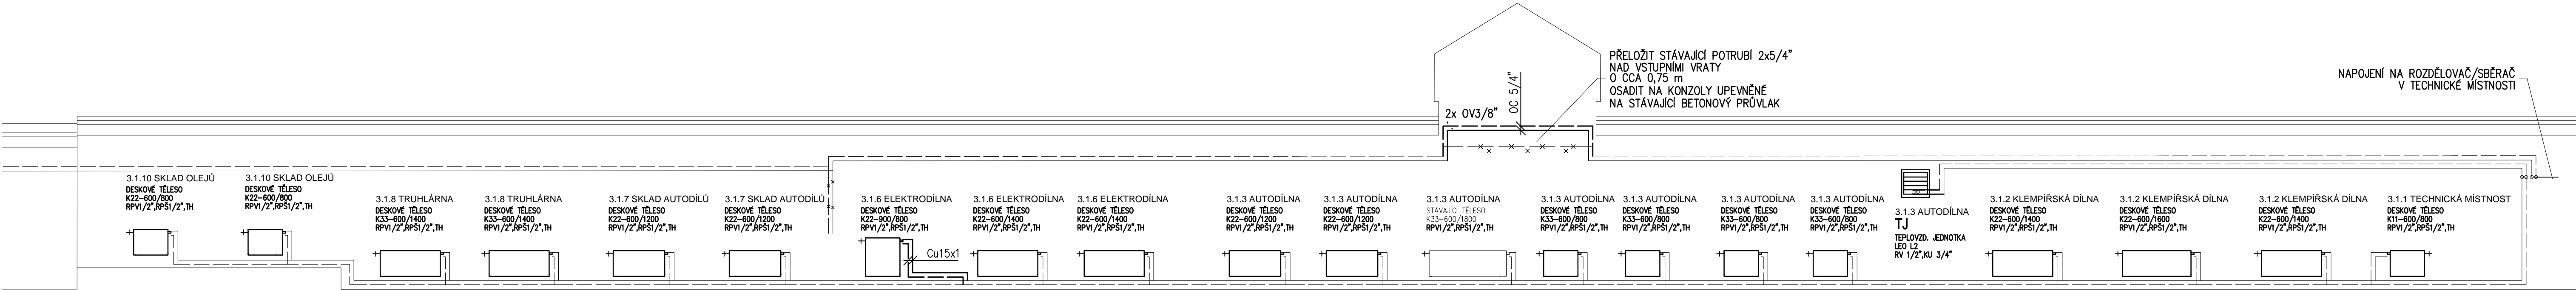 PŘELOŽIT STÁVAJÍCÍ POTRUBÍ 2x5/4"
NAD VSTUPNÍMI VRATY
O CCA 0,75 m
OSADIT NA KONZOLY UPEVNĚNÉ
NA STÁVAJÍCÍ BETONOVÝ PRŮVLAK
NAPOJENÍ NA ROZDĚLOVAČ/SBĚRAČ
V TECHNICKÉ MÍSTNOSTI
OC 5/4"
2x OV3/8"
3.1.10 SKLAD OLEJŮ
DESKOVÉ TĚLESO
K22-600/800
RPV1/2",RPŠ1/2",TH
3.1.10 SKLAD OLEJŮ
DESKOVÉ TĚLESO
K22-600/800
RPV1/2",RPŠ1/2",TH
3.1.8 TRUHLÁRNA
DESKOVÉ TĚLESO
K33-600/1400
RPV1/2",RPŠ1/2",TH
3.1.8 TRUHLÁRNA
DESKOVÉ TĚLESO
K33-600/1400
RPV1/2",RPŠ1/2",TH
3.1.7 SKLAD AUTODÍLŮ
DESKOVÉ TĚLESO
K22-600/1200
RPV1/2",RPŠ1/2",TH
3.1.7 SKLAD AUTODÍLŮ
DESKOVÉ TĚLESO
K22-600/1200
RPV1/2",RPŠ1/2",TH
3.1.6 ELEKTRODÍLNA
DESKOVÉ TĚLESO
K22-900/800
RPV1/2",RPŠ1/2",TH
Cu15x1
3.1.6 ELEKTRODÍLNA
DESKOVÉ TĚLESO
K22-600/1400
RPV1/2",RPŠ1/2",TH
3.1.6 ELEKTRODÍLNA
DESKOVÉ TĚLESO
K22-600/1400
RPV1/2",RPŠ1/2",TH
3.1.3 AUTODÍLNA
DESKOVÉ TĚLESO
K22-600/1200
RPV1/2",RPŠ1/2",TH
3.1.3 AUTODÍLNA
DESKOVÉ TĚLESO
K22-600/1200
RPV1/2",RPŠ1/2",TH
3.1.3 AUTODÍLNA
STÁVAJÍCÍ TĚLESO
K33-600/1800
RPV1/2",RPŠ1/2",TH
3.1.3 AUTODÍLNA
DESKOVÉ TĚLESO
K33-600/800
RPV1/2",RPŠ1/2",TH
3.1.3 AUTODÍLNA
DESKOVÉ TĚLESO
K33-600/800
RPV1/2",RPŠ1/2",TH
3.1.3 AUTODÍLNA
DESKOVÉ TĚLESO
K33-600/800
RPV1/2",RPŠ1/2",TH
3.1.3 AUTODÍLNA
DESKOVÉ TĚLESO
K33-600/800
RPV1/2",RPŠ1/2",TH
3.1.3 AUTODÍLNA
TJ
TEPLOVZD. JEDNOTKA
LEO L2
RV 1/2",KU 3/4"
3.1.2 KLEMPÍŘSKÁ DÍLNA
DESKOVÉ TĚLESO
K22-600/1400
RPV1/2",RPŠ1/2",TH
3.1.2 KLEMPÍŘSKÁ DÍLNA
DESKOVÉ TĚLESO
K22-600/1600
RPV1/2",RPŠ1/2",TH
3.1.2 KLEMPÍŘSKÁ DÍLNA
DESKOVÉ TĚLESO
K22-600/1400
RPV1/2",RPŠ1/2",TH
3.1.1 TECHNICKÁ MÍSTNOST
DESKOVÉ TĚLESO
K11-600/800
RPV1/2",RPŠ1/2",TH